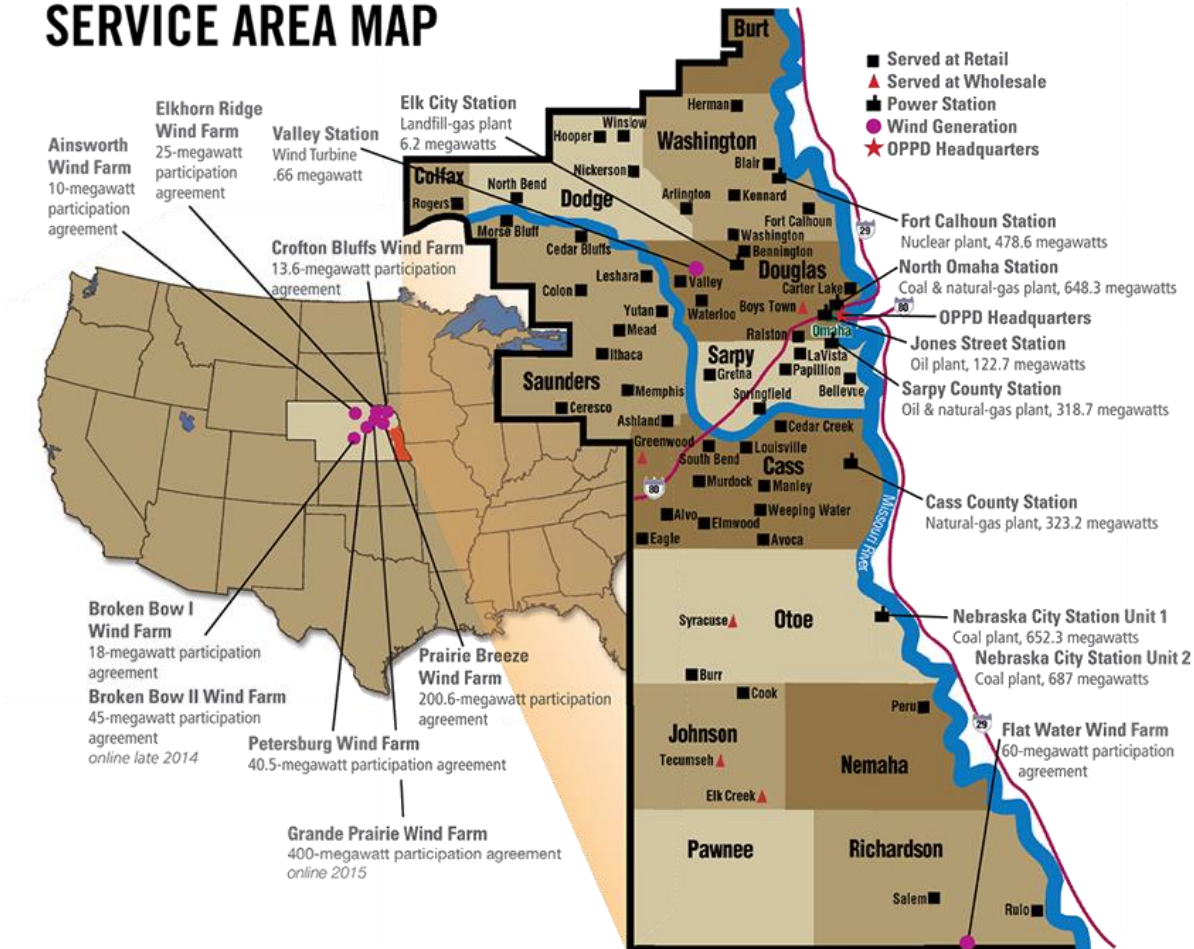 SERVICE AREA MAP
Served at Retail
Served at Wholesale
Power Station
Wind Generation
OPPD Headquarters
Ainsworth
Wind Farm
10-megawatt
participation
agreement
Elkhorn Ridge
Wind Farm
25-megawatt
participation
agreement
Valley Station
Wind Turbine
.66 megawatt
Elk City Station
Landfill-gas plant
6.2 megawatts
Crofton Bluffs Wind Farm
13.6-megawatt participation
agreement
Broken Bow I
Wind Farm
18-megawatt participation
agreement
Broken Bow II Wind Farm
45-megawatt participation
agreement
online late 2014
Prairie Breeze
Wind Farm
200.6-megawatt participation
agreement
Petersburg Wind Farm
40.5-megawatt participation agreement
Grande Prairie Wind Farm
400-megawatt participation agreement
online 2015
Burt
Herman
Washington
Winslow
Hooper
Nickerson
Blair
Colfax
Rogers
North Bend
Dodge
Arlington
Kennard
Fort Calhoun
Morse Bluff
Cedar Bluffs
Washington
Bennington
Douglas
Leshara
Valley
Carter Lake
Colon
Yutan
Waterloo
Boys Town
Omaha
Mead
Ralston
Ithaca
Sarpy
LaVista
Gretna
Papillion
Saunders
Memphis
Springfield
Bellevue
Ceresco
Ashland
Cedar Creek
Greenwood
South Bend
Louisville
Cass
Murdock
Manley
Alvo
Elmwood
Weeping Water
Eagle
Avoca
Missouri River
29
80
80
29
Syracuse
Otoe
Burr
Cook
Peru
Johnson
Tecumseh
Nemaha
Elk Creek
Pawnee
Richardson
Salem
Rulo
Fort Calhoun Station
Nuclear plant, 478.6 megawatts
North Omaha Station
Coal & natural-gas plant, 648.3 megawatts
OPPD Headquarters
Jones Street Station
Oil plant, 122.7 megawatts
Sarpy County Station
Oil & natural-gas plant, 318.7 megawatts
Cass County Station
Natural-gas plant, 323.2 megawatts
Nebraska City Station Unit 1
Coal plant, 652.3 megawatts
Nebraska City Station Unit 2
Coal plant, 687 megawatts
Flat Water Wind Farm
60-megawatt participation
agreement